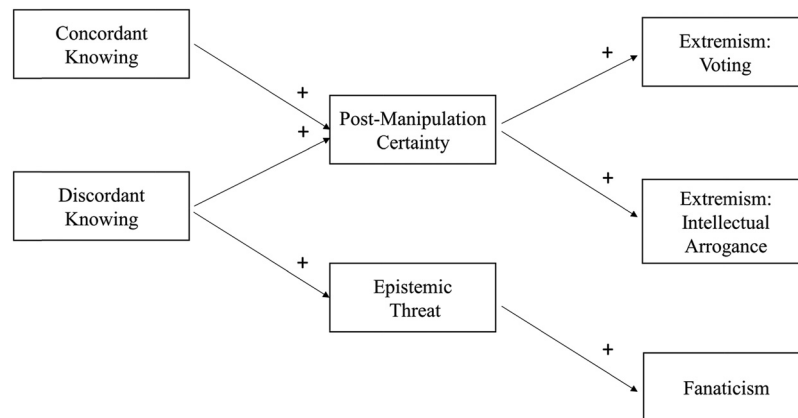 Concordant
Knowing
Discordant
Knowing
+
+
+
Post-Manipulation
Certainty
Epistemic
Threat
+
+
+
Extremism:
Voting
Extremism:
Intellectual
Arrogance
Fanaticism